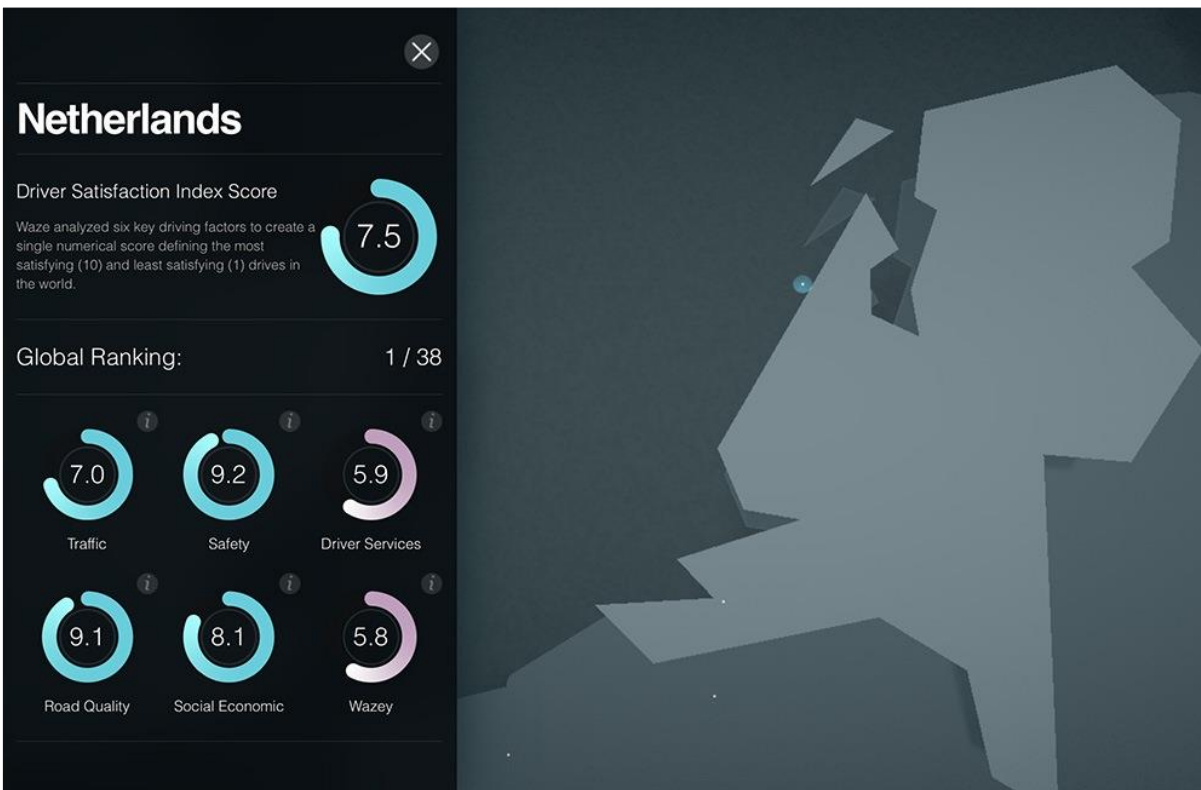 Netherlands
Driver Satisfaction Index Score
Waze analyzed six key driving factors to create a
single numerical score defining the most
satisfying (10) and least satisfying (1) drives in
the world.
7.5
Global Ranking: 1 / 38
i i i
7.0 9.2 5.9
Traffic Safety Driver Services
i i i
9.1 8.1 5.8
Road Quality Social Economic Wazey